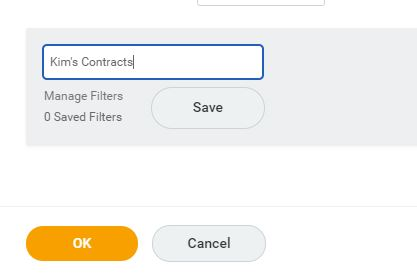 Kim's Contracts
Manage Filters
0 Saved Filters
Save
OK
Cancel